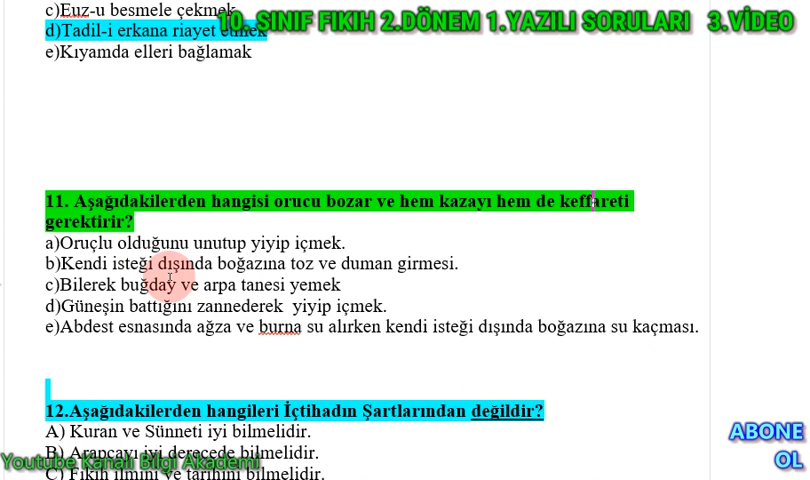 c)Euz-u besmele çekmek
10. SINIF FIKIH 2.DÖNEM 1.YAZILI SORULARI 3.VİDEO
d)Tadil-i erkana riayet etmek
e)Kıyamda elleri bağlamak
11. Aşağıdakilerden hangisi orucu bozar ve hem kazayı hem de keffareti
gerektirir?
a)Oruçlu olduğunu unutup yiyip içmek.
b)Kendi isteği dışında boğazına toz ve duman girmesi.
c)Bilerek buğday ve arpa tanesi yemek
d)Güneşin battığını zannederek yiyip içmek.
e)Abdest esnasında ağza ve burna su alırken kendi isteği dışında boğazına su kaçması.
12.Aşağıdakilerden hangileri İçtihadın Şartlarından değildir?
A) Kuran ve Sünneti iyi bilmelidir.
B) Arapçayı iyi derecede bilmelidir.
C) Fıkıh ilmini ve tarihini bilmelidir.
Youtube Kanalı Bilgi Akademi
ABONE
OL